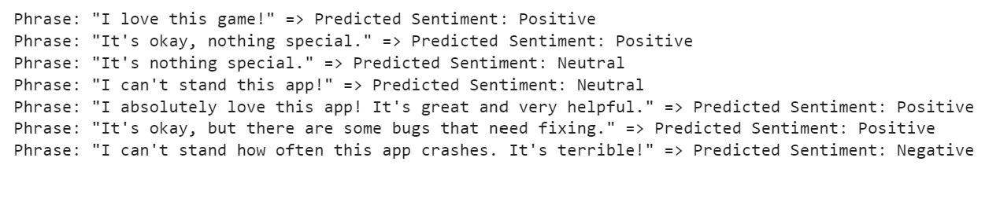 Phrase: "I love this game!" => Predicted Sentiment: Positive
Phrase: "It's okay, nothing special." => Predicted Sentiment: Positive
Phrase: "It's nothing special." => Predicted Sentiment: Neutral
Phrase: "I can't stand this app!" => Predicted Sentiment: Neutral
Phrase: "I absolutely love this app! It's great and very helpful." => Predicted Sentiment: Positive
Phrase: "It's okay, but there are some bugs that need fixing." => Predicted Sentiment: Positive
Phrase: "I can't stand how often this app crashes. It's terrible!" => Predicted Sentiment: Negative